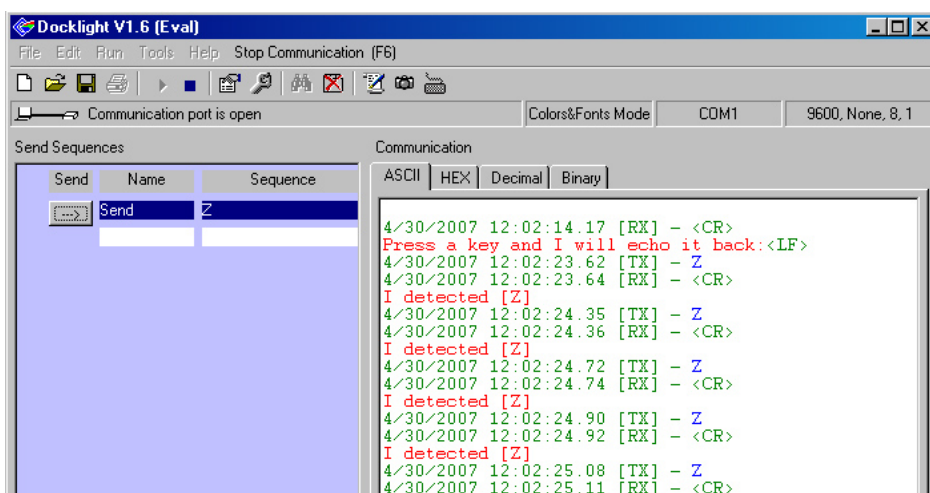 Docklight V1.6 (Eval)
File Edit Run Tools Help Stop Communication (F6)
Communication port is open Colors&Fonts Mode COM1 9600, None, 8, 1
Send Sequences
Send Name Sequence
---> Send Z
Communication
ASCII HEX Decimal Binary
4/30/2007 12:02:14.17 [RX] - <CR>
Press a key and I will echo it back:<LF>
4/30/2007 12:02:23.62 [TX] - Z
4/30/2007 12:02:23.64 [RX] - <CR>
I detected [Z]
4/30/2007 12:02:24.35 [TX] - Z
4/30/2007 12:02:24.36 [RX] - <CR>
I detected [Z]
4/30/2007 12:02:24.72 [TX] - Z
4/30/2007 12:02:24.74 [RX] - <CR>
I detected [Z]
4/30/2007 12:02:24.90 [TX] - Z
4/30/2007 12:02:24.92 [RX] - <CR>
I detected [Z]
4/30/2007 12:02:25.08 [TX] - Z
4/30/2007 12:02:25.11 [RX] - <CR>